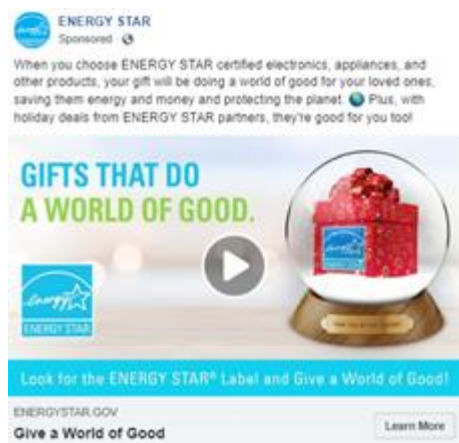 ENERGY STAR
Sponsored ·
When you choose ENERGY STAR certified electronics, appliances, and
other products, your gift will be doing a world of good for your loved ones,
saving them energy and money and protecting the planet. 🌎 Plus, with
holiday deals from ENERGY STAR partners, they're good for you too!
GIFTS THAT DO
A WORLD OF GOOD.
energy
ENERGY STAR
Look for the ENERGY STAR® Label and Give a World of Good!
ENERGYSTAR.GOV
Give a World of Good
Learn More